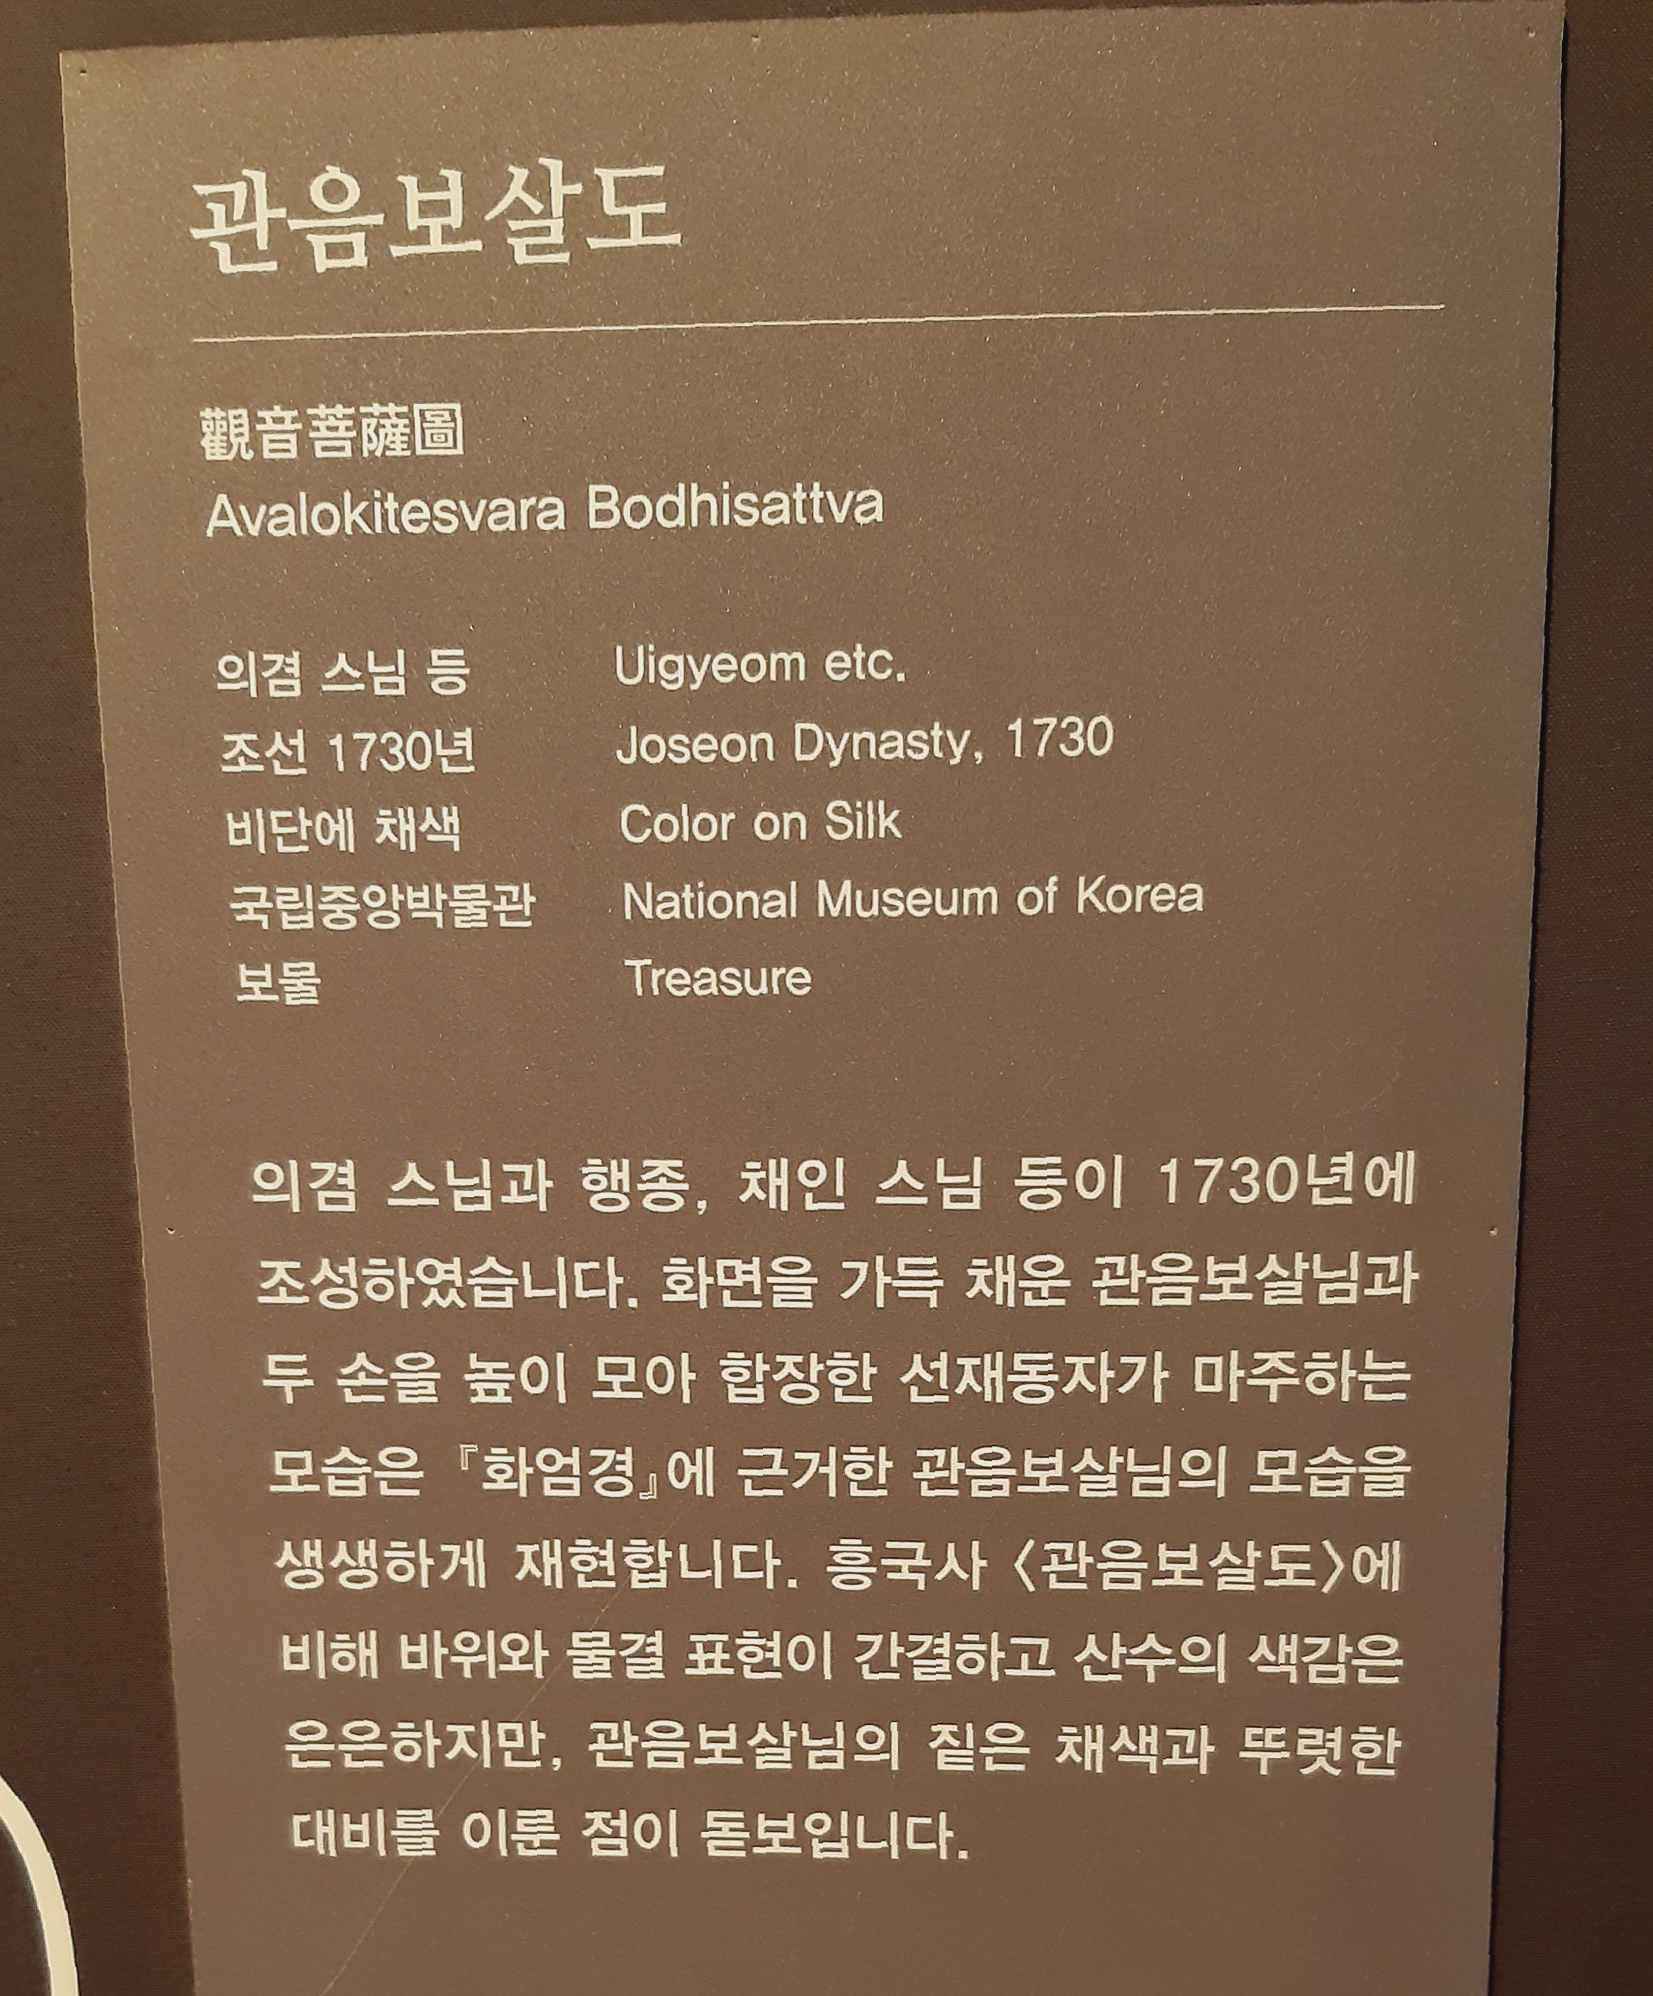 관음보살도
觀音菩薩圖
Avalokitesvara Bodhisattva
의겸 스님 등 Uigyeom etc.
조선 1730년 Joseon Dynasty, 1730
비단에 채색 Color on Silk
국립중앙박물관 National Museum of Korea
보물 Treasure
의겸 스님과 행종, 채인 스님 등이 1730년에
조성하였습니다. 화면을 가득 채운 관음보살님과
두 손을 높이 모아 합장한 선재동자가 마주하는
모습은 『화엄경』에 근거한 관음보살님의 모습을
생생하게 재현합니다. 흥국사 〈관음보살도〉에
비해 바위와 물결 표현이 간결하고 산수의 색감은
은은하지만, 관음보살님의 짙은 채색과 뚜렷한
대비를 이룬 점이 돋보입니다.